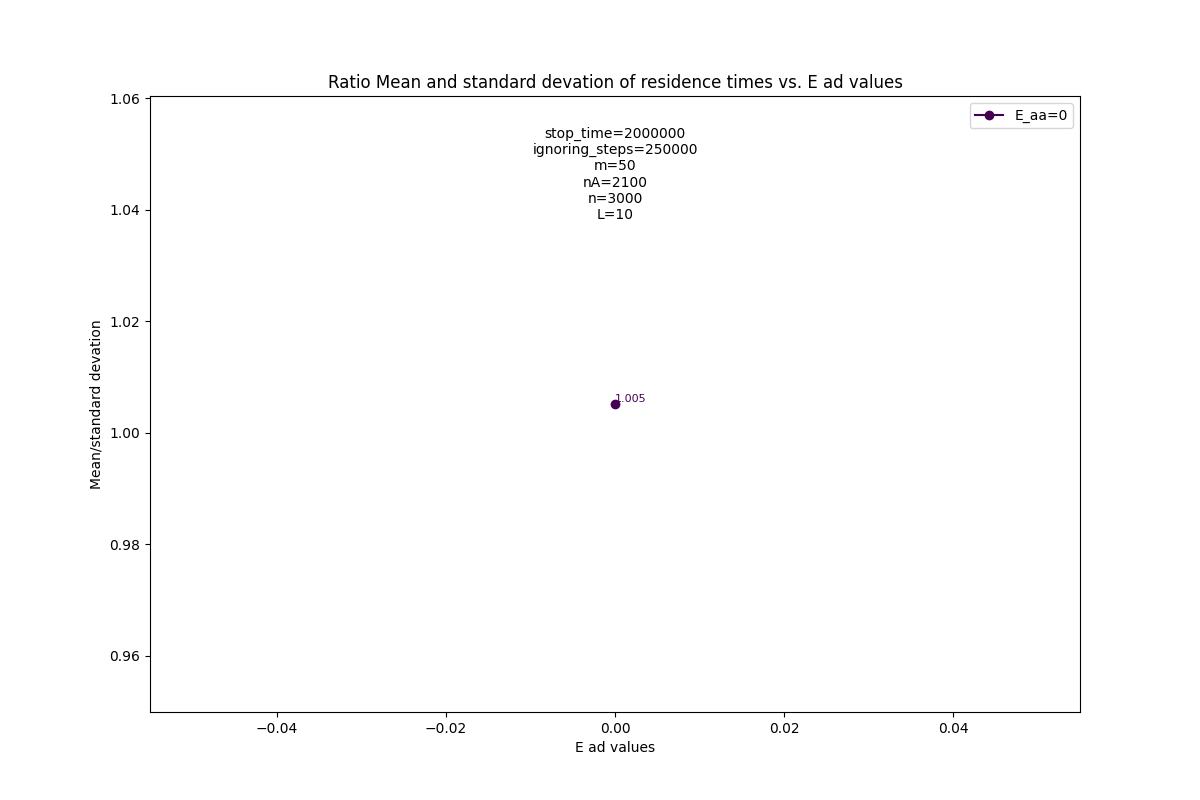 Ratio Mean and standard devation of residence times vs. E ad values
E_aa=0
stop_time=2000000
ignoring_steps=250000
m=50
nA=2100
n=3000
L=10
1.06
1.04
1.02
1.00
0.98
0.96
Mean/standard devation
1.005
−0.04
−0.02
0.00
0.02
0.04
E ad values